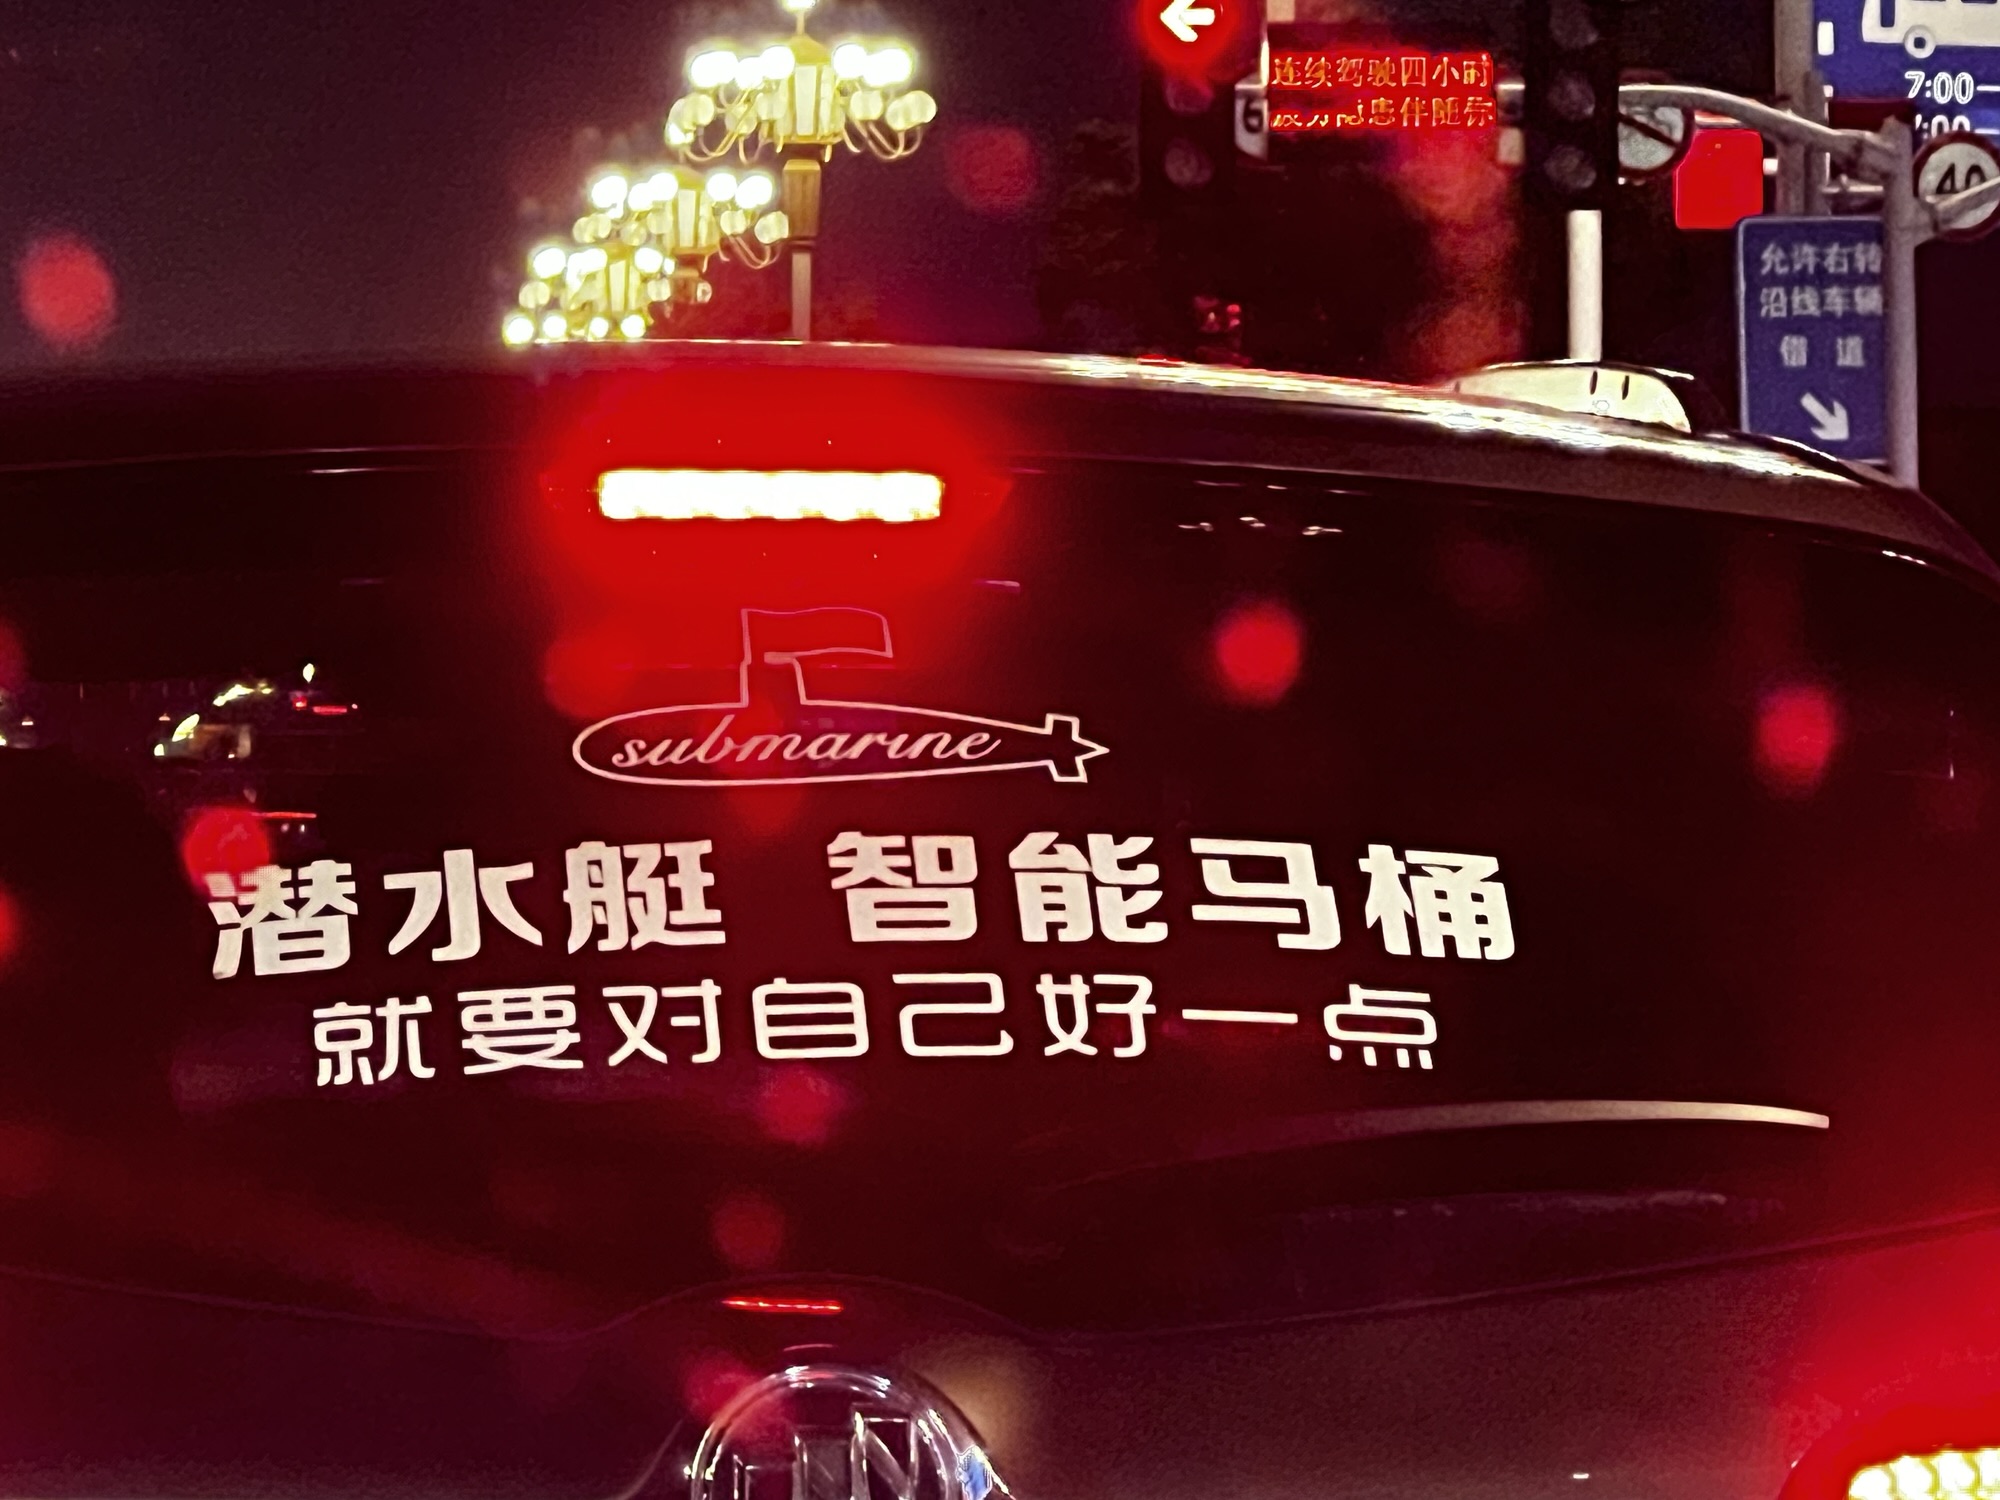 连续驾驶四小时
7:00—
40
允许右转
沿线车辆
借 道
submarine
潜水艇 智能马桶
就要对自己好一点